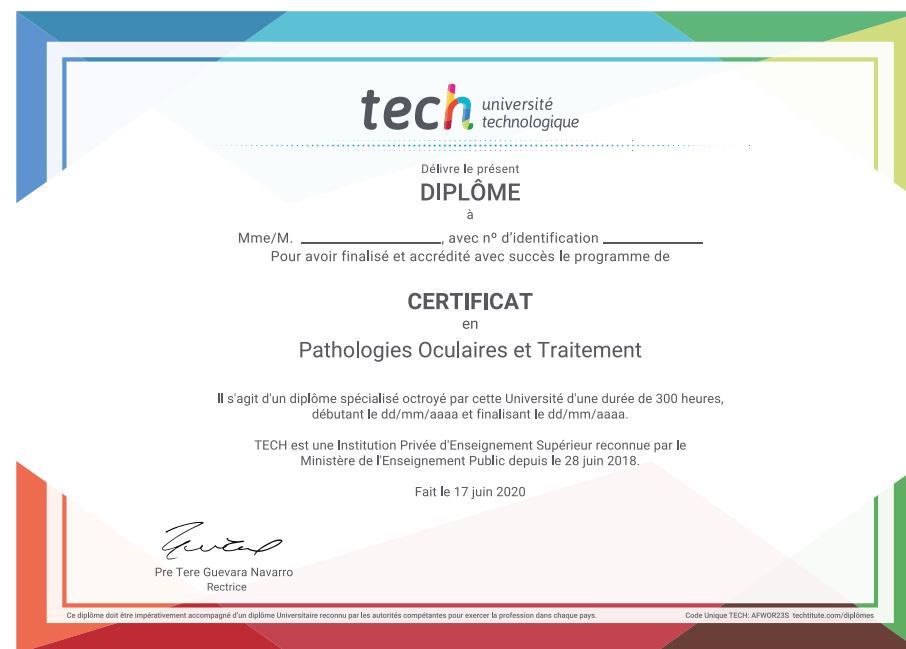 tech université
technologique
Délivre le présent
DIPLÔME
à
Mme/M. ____________________, avec nº d'identification ______________
Pour avoir finalisé et accrédité avec succès le programme de
CERTIFICAT
en
Pathologies Oculaires et Traitement
Il s'agit d'un diplôme spécialisé octroyé par cette Université d'une durée de 300 heures,
débutant le dd/mm/aaaa et finalisant le dd/mm/aaaa.
TECH est une Institution Privée d'Enseignement Supérieur reconnue par le
Ministère de l'Enseignement Public depuis le 28 juin 2018.
Fait le 17 juin 2020
Pre Tere Guevara Navarro
Rectrice
Ce diplôme doit être impérativement accompagné d'un diplôme Universitaire reconnu par les autorités compétantes pour exercer la profession dans chaque pays.
Code Unique TECH: AFWOR23S techtitute.com/diplômes